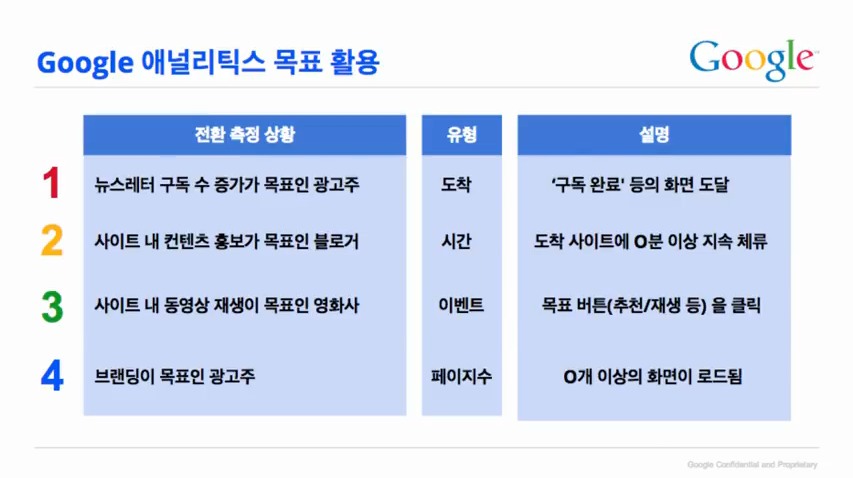 Google 애널리틱스 목표 활용
Google
전환 측정 상황 유형 설명
1 뉴스레터 구독 수 증가가 목표인 광고주 도착 ‘구독 완료' 등의 화면 도달
2 사이트 내 컨텐츠 홍보가 목표인 블로거 시간 도착 사이트에 O분 이상 지속 체류
3 사이트 내 동영상 재생이 목표인 영화사 이벤트 목표 버튼(추천/재생 등) 을 클릭
4 브랜딩이 목표인 광고주 페이지수 O개 이상의 화면이 로드됨
Google Confidential and Proprietary